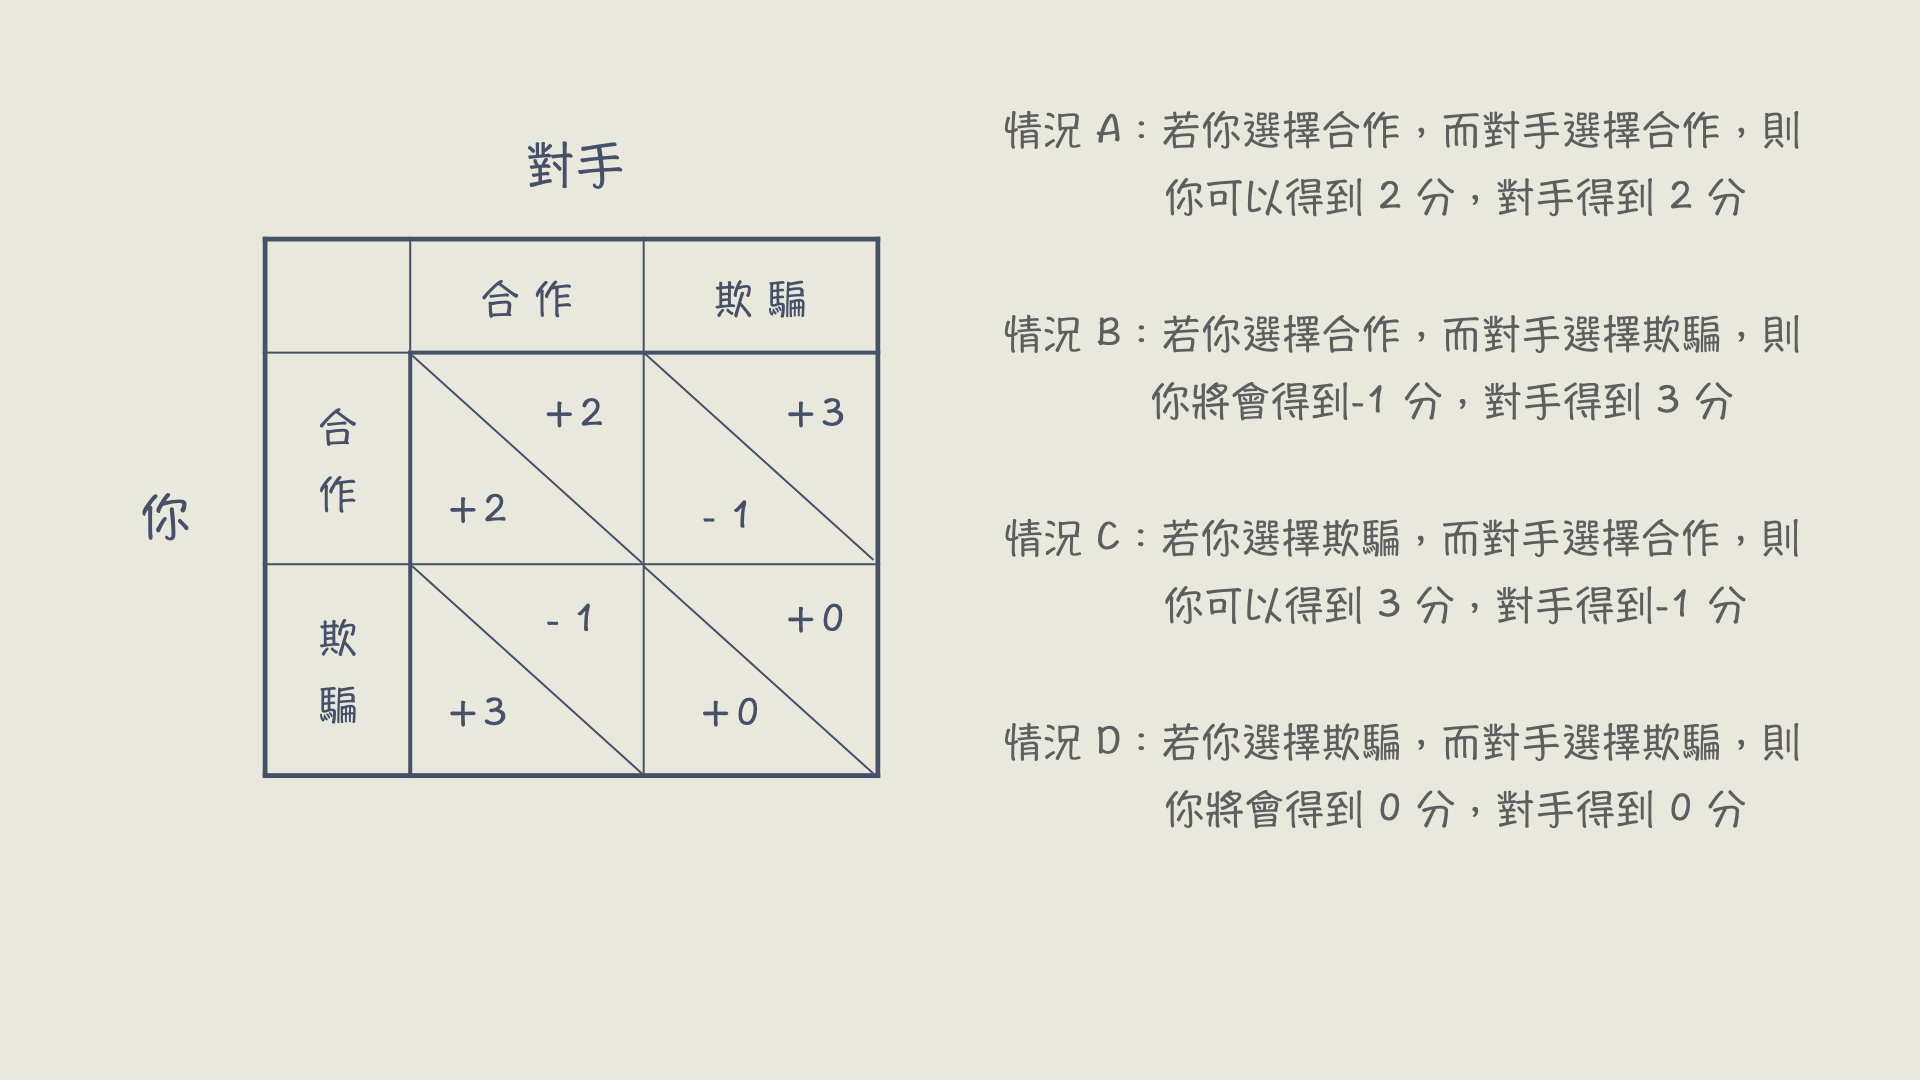 對手
合作 欺騙
你
合作
+2
+2
+3
- 1
欺騙
- 1
+3
+0
+0
情況 A：若你選擇合作，而對手選擇合作，則
你可以得到 2 分，對手得到 2 分
情況 B：若你選擇合作，而對手選擇欺騙，則
你將會得到-1 分，對手得到 3 分
情況 C：若你選擇欺騙，而對手選擇合作，則
你可以得到 3 分，對手得到-1 分
情況 D：若你選擇欺騙，而對手選擇欺騙，則
你將會得到 0 分，對手得到 0 分